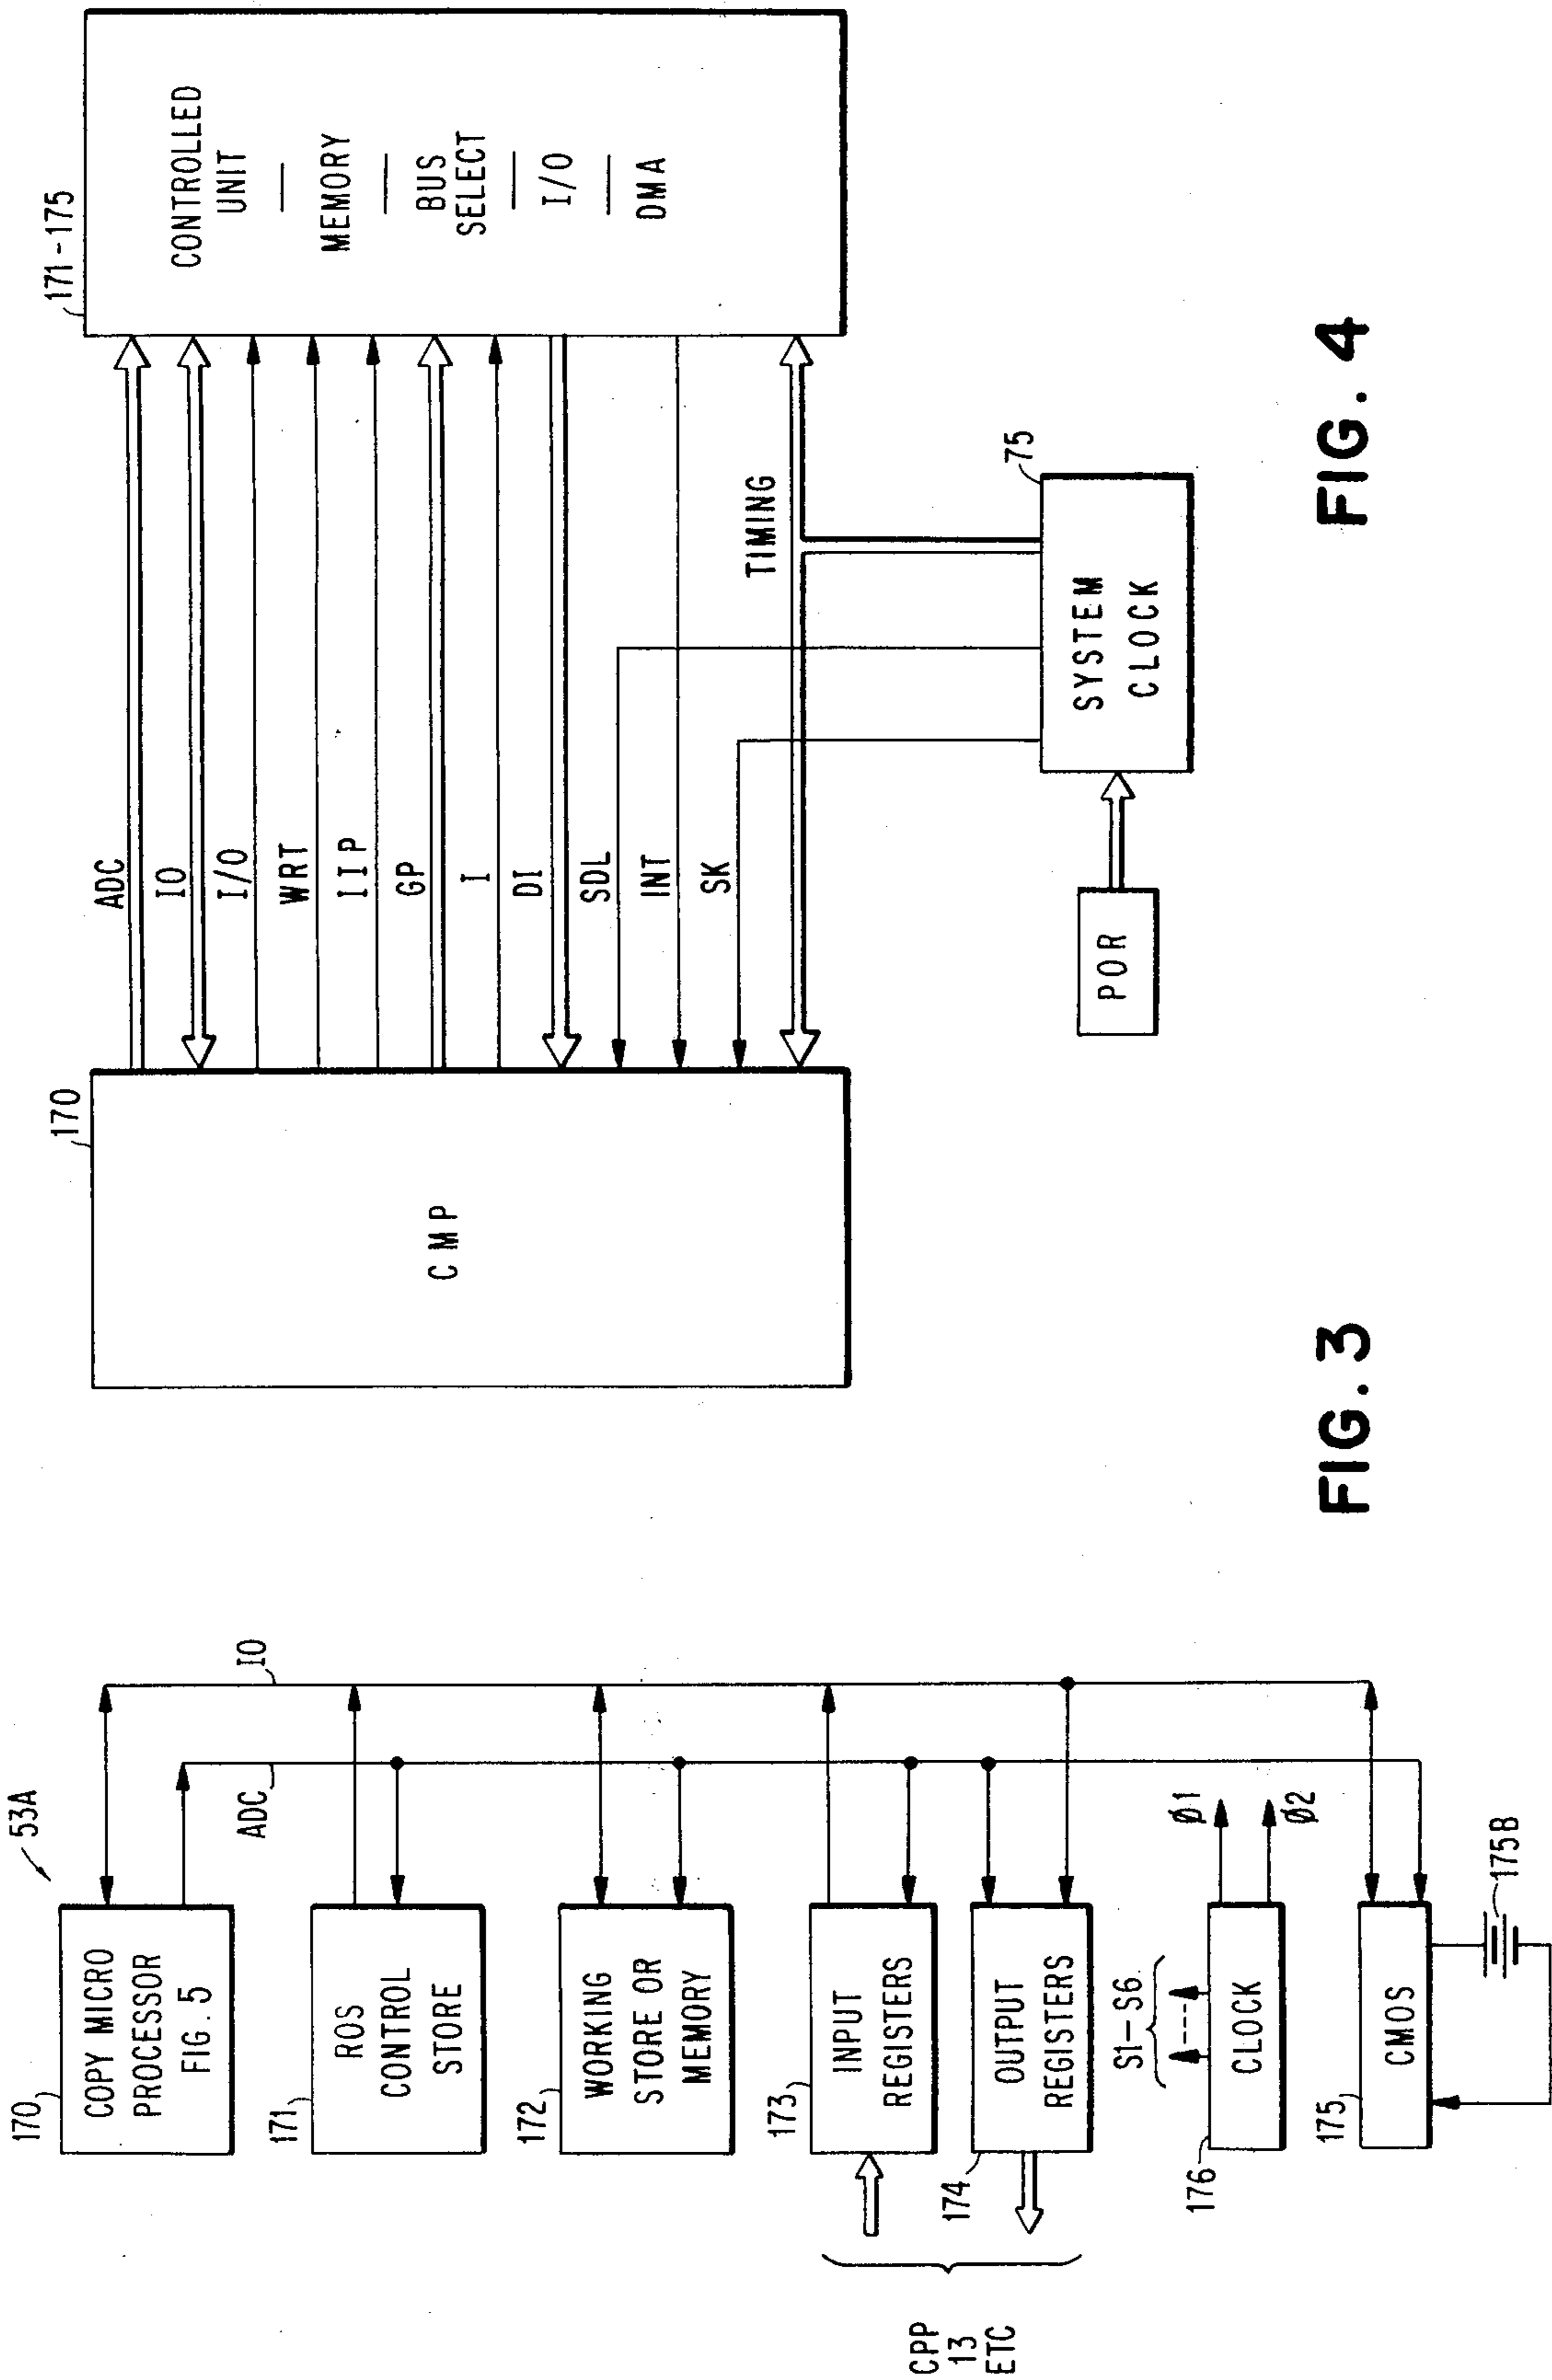 53A
170
COPY MICRO
PROCESSOR
FIG. 5
IO
ADC
171
ROS
CONTROL
STORE
172
WORKING
STORE OR
MEMORY
173
INPUT
REGISTERS
174
OUTPUT
REGISTERS
CPP
13
ETC
S1-S6
176
CLOCK
Ø1
Ø2
175
CMOS
175B
FIG. 3
170
CMP
171-175
CONTROLLED
UNIT
MEMORY
BUS
SELECT
I/O
DMA
ADC
IO
I/O
WRT
IIP
GP
I
DI
SDL
INT
SK
TIMING
75
SYSTEM
CLOCK
POR
FIG. 4